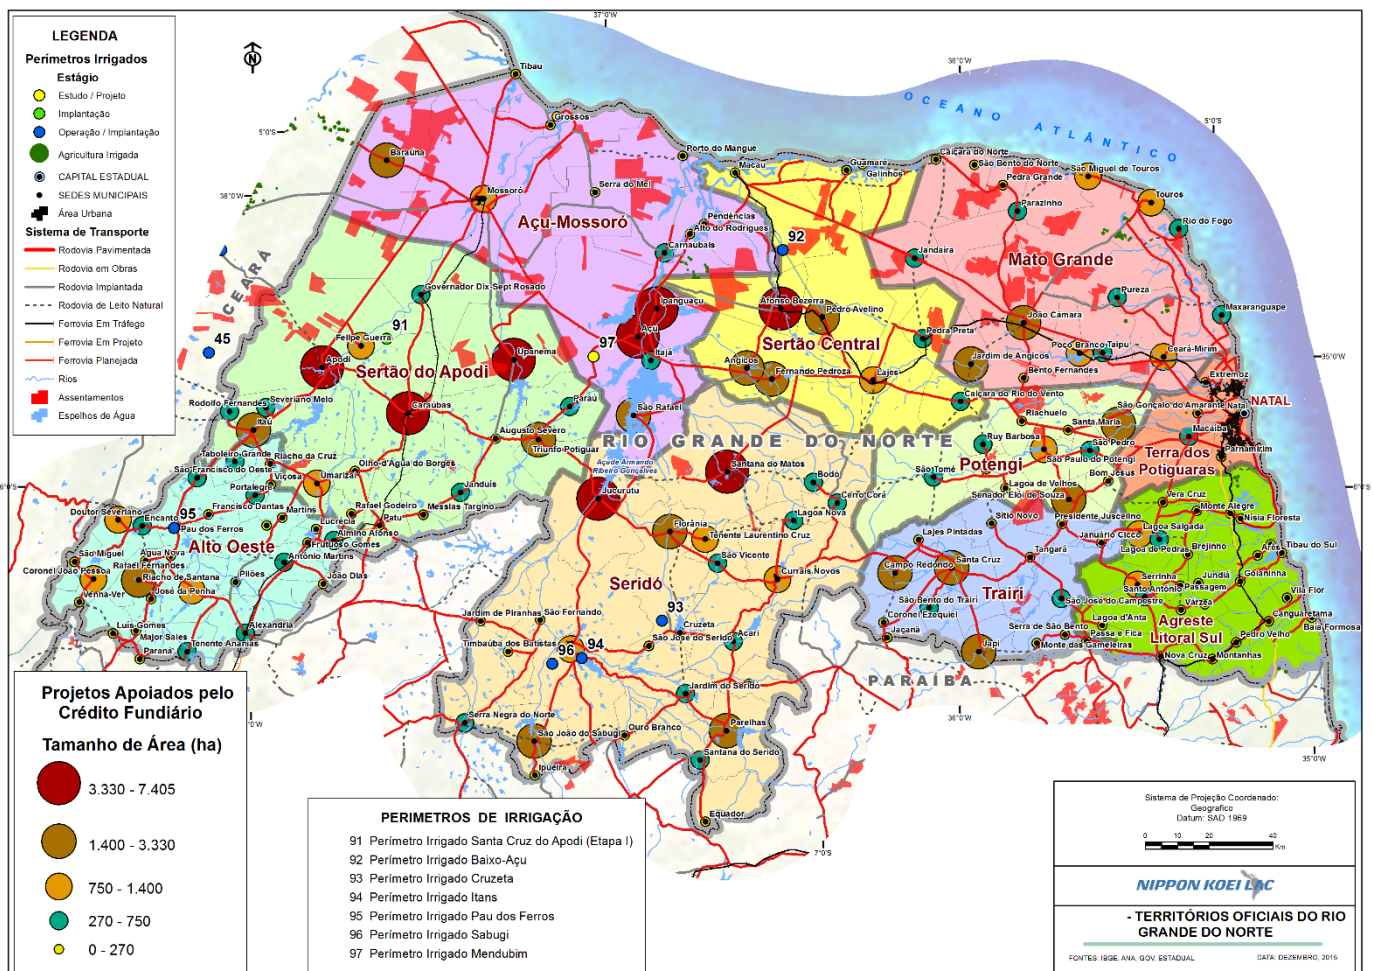 LEGENDA
Perímetros Irrigados
Estágio
Estudo / Projeto
Implantação
Operação / Implantação
Agricultura Irrigada
CAPITAL ESTADUAL
SEDES MUNICIPAIS
Área Urbana
Sistema de Transporte
Rodovia Pavimentada
Rodovia em Obras
Rodovia Implantada
Rodovia de Leito Natural
Ferrovia Em Tráfego
Ferrovia Em Projeto
Ferrovia Planejada
Rios
Assentamentos
Espelhos de Água
N
37°0'W
36°0'W
5°0'S
5°0'S
38°0'W
35°0'W
6°0'S
6°0'S
36°0'W
35°0'W
7°0'S
OCEANO ATLÂNTICO
CEARÁ
PARAIBA
RIO GRANDE DO NORTE
Açu-Mossoró
Tibau
Grossos
Baraúna
Mossoró
Serra do Mel
Porto do Mangue
Pendências
Alto do Rodrigues
Carnaubais
Ipanguaçu
Açu
Itajá
São Rafael
Sertão Central
Macau
Guamaré
Galinhos
92
Afonso Bezerra
Pedro Avelino
Angicos
Fernando Pedroza
Lajes
Pedra Preta
Caiçara do Rio do Vento
Mato Grande
Caiçara do Norte
São Bento do Norte
Pedra Grande
São Miguel de Touros
Touros
Parazinho
Rio do Fogo
Jandaíra
Pureza
Maxaranguape
João Câmara
Poço Branco
Taipu
Ceará-Mirim
Jardim de Angicos
Bento Fernandes
Sertão do Apodi
Governador Dix-Sept Rosado
91
Felipe Guerra
Apodi
Upanema
97
45
Rodolfo Fernandes
Severiano Melo
Itaú
Caraúbas
Paraú
Augusto Severo
Triunfo Potiguar
Taboleiro Grande
Riacho da Cruz
Olho-d'Água do Borges
Umarizal
Janduís
Rafael Godeiro
Messias Targino
Patu
Alto Oeste
São Francisco do Oeste
Viçosa
Portalegre
Francisco Dantas
Martins
Doutor Severiano
Encanto
95
Pau dos Ferros
Lucrécia
Almino Afonso
Frutuoso Gomes
São Miguel
Água Nova
Antônio Martins
Coronel João Pessoa
Rafael Fernandes
Riacho de Santana
Pilões
João Dias
Venha-Ver
José da Penha
Luís Gomes
Major Sales
Alexandria
Paraná
Tenente Ananias
Seridó
Açude Armando
Ribeiro Gonçalves
Jucurutu
Santana do Matos
Bodó
Cerro Corá
Lagoa Nova
Florânia
Tenente Laurentino Cruz
São Vicente
Currais Novos
93
Cruzeta
Jardim de Piranhas
São Fernando
Timbaúba dos Batistas
94
96
São José do Seridó
Acari
Jardim do Seridó
Serra Negra do Norte
São João do Sabugi
Ouro Branco
Parelhas
Ipueira
Santana do Seridó
Equador
Potengi
Riachuelo
Santa Maria
Ruy Barbosa
São Pedro
São Paulo do Potengi
São Tomé
Lagoa de Velhos
Bom Jesus
Senador Elói de Souza
Terra dos
Potiguaras
Extremoz
São Gonçalo do Amarante
Natal
NATAL
Macaíba
Parnamirim
Trairi
Sítio Novo
Presidente Juscelino
Lajes Pintadas
Tangará
Januário Cicco
Campo Redondo
Santa Cruz
São Bento do Trairi
São José do Campestre
Coronel Ezequiel
Jaçanã
Serra de São Bento
Japi
Monte das Gameleiras
Agreste
Litoral Sul
Vera Cruz
Monte Alegre
Nísia Floresta
Lagoa Salgada
Lagoa de Pedras
Brejinho
Arês
Tibau do Sul
Serrinha
Jundiá
Goianinha
Santo Antônio
Passagem
Várzea
Vila Flor
Lagoa d'Anta
Canguaretama
Baía Formosa
Passa e Fica
Pedro Velho
Nova Cruz
Montanhas
Projetos Apoiados pelo
Crédito Fundiário
Tamanho de Área (ha)
3.330 - 7.405
1.400 - 3.330
750 - 1.400
270 - 750
0 - 270
PERIMETROS DE IRRIGAÇÃO
91 Perímetro Irrigado Santa Cruz do Apodi (Etapa I)
92 Perímetro Irrigado Baixo-Açu
93 Perímetro Irrigado Cruzeta
94 Perímetro Irrigado Itans
95 Perímetro Irrigado Pau dos Ferros
96 Perímetro Irrigado Sabugi
97 Perímetro Irrigado Mendubim
Sistema de Projeção Coordenado:
Geografico
Datum: SAD 1969
0 5 10 20 40
Km
NIPPON KOEI LAC
- TERRITÓRIOS OFICIAIS DO RIO
GRANDE DO NORTE
FONTES: IBGE, ANA, GOV. ESTADUAL
DATA: DEZEMBRO, 2015